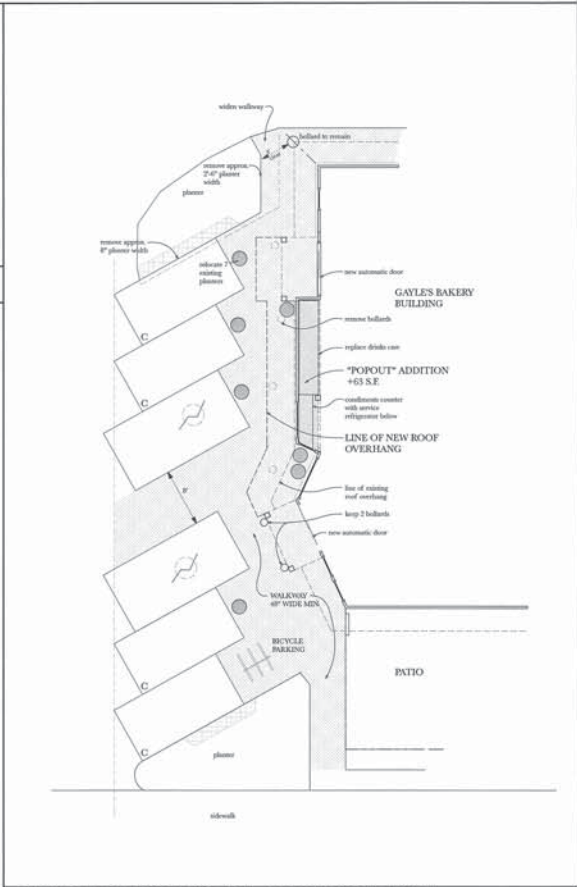 widen walkway
bollard to remain
remove approx.
2'-6" planter
width
planter
remove approx.
8" planter width
relocate 7
existing
planters
new automatic door
GAYLE'S BAKERY
BUILDING
remove bollards
replace drinks case
"POPOUT" ADDITION
+63 S.F.
condiments counter
with service
refrigerator below
LINE OF NEW ROOF
OVERHANG
line of existing
roof overhang
keep 2 bollards
new automatic door
C
C
8'
WALKWAY
48" WIDE MIN.
BICYCLE
PARKING
PATIO
C
C
planter
sidewalk